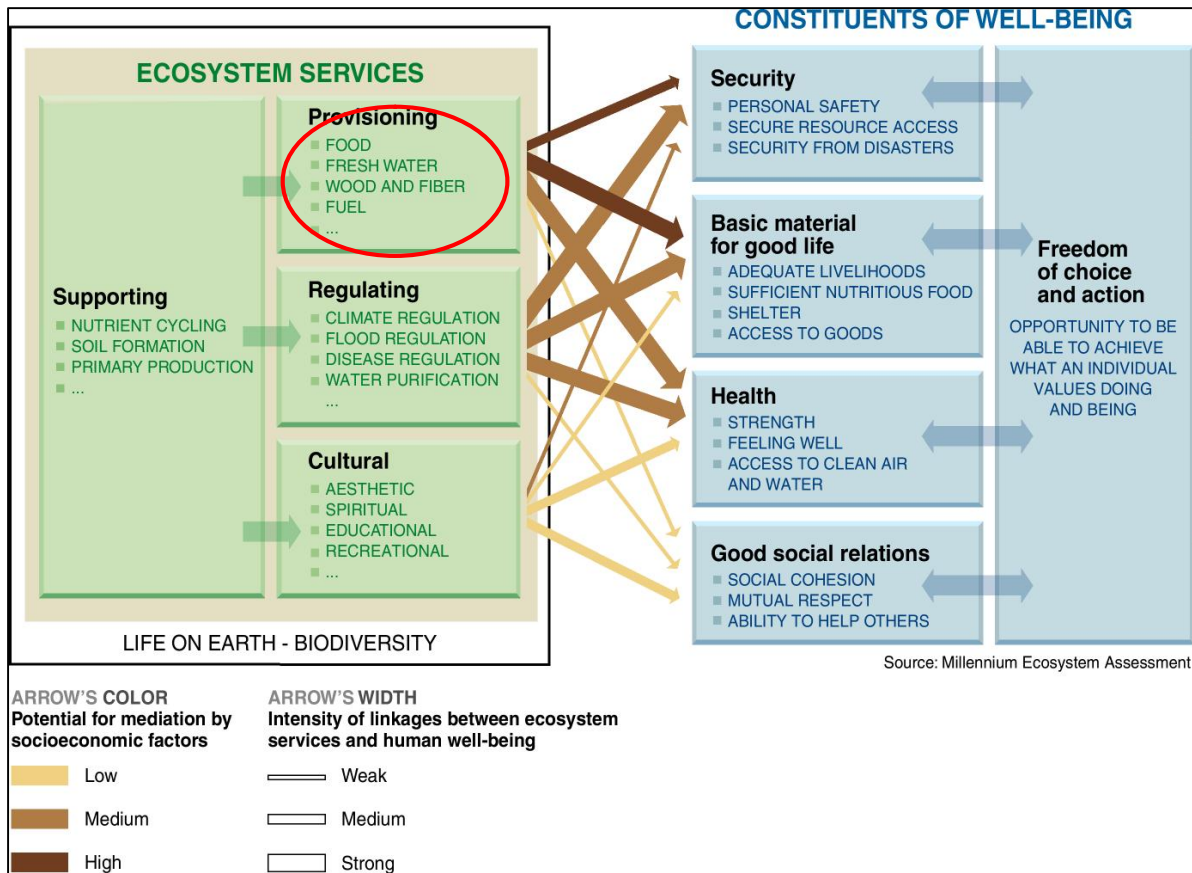 CONSTITUENTS OF WELL-BEING
ECOSYSTEM SERVICES
Supporting
NUTRIENT CYCLING
SOIL FORMATION
PRIMARY PRODUCTION
...
Provisioning
FOOD
FRESH WATER
WOOD AND FIBER
FUEL
...
Regulating
CLIMATE REGULATION
FLOOD REGULATION
DISEASE REGULATION
WATER PURIFICATION
...
Cultural
AESTHETIC
SPIRITUAL
EDUCATIONAL
RECREATIONAL
...
LIFE ON EARTH - BIODIVERSITY
Security
PERSONAL SAFETY
SECURE RESOURCE ACCESS
SECURITY FROM DISASTERS
Basic material
for good life
ADEQUATE LIVELIHOODS
SUFFICIENT NUTRITIOUS FOOD
SHELTER
ACCESS TO GOODS
Health
STRENGTH
FEELING WELL
ACCESS TO CLEAN AIR
AND WATER
Good social relations
SOCIAL COHESION
MUTUAL RESPECT
ABILITY TO HELP OTHERS
Freedom
of choice
and action
OPPORTUNITY TO BE
ABLE TO ACHIEVE
WHAT AN INDIVIDUAL
VALUES DOING
AND BEING
Source: Millennium Ecosystem Assessment
ARROW'S COLOR
Potential for mediation by
socioeconomic factors
Low
Medium
High
ARROW'S WIDTH
Intensity of linkages between ecosystem
services and human well-being
Weak
Medium
Strong